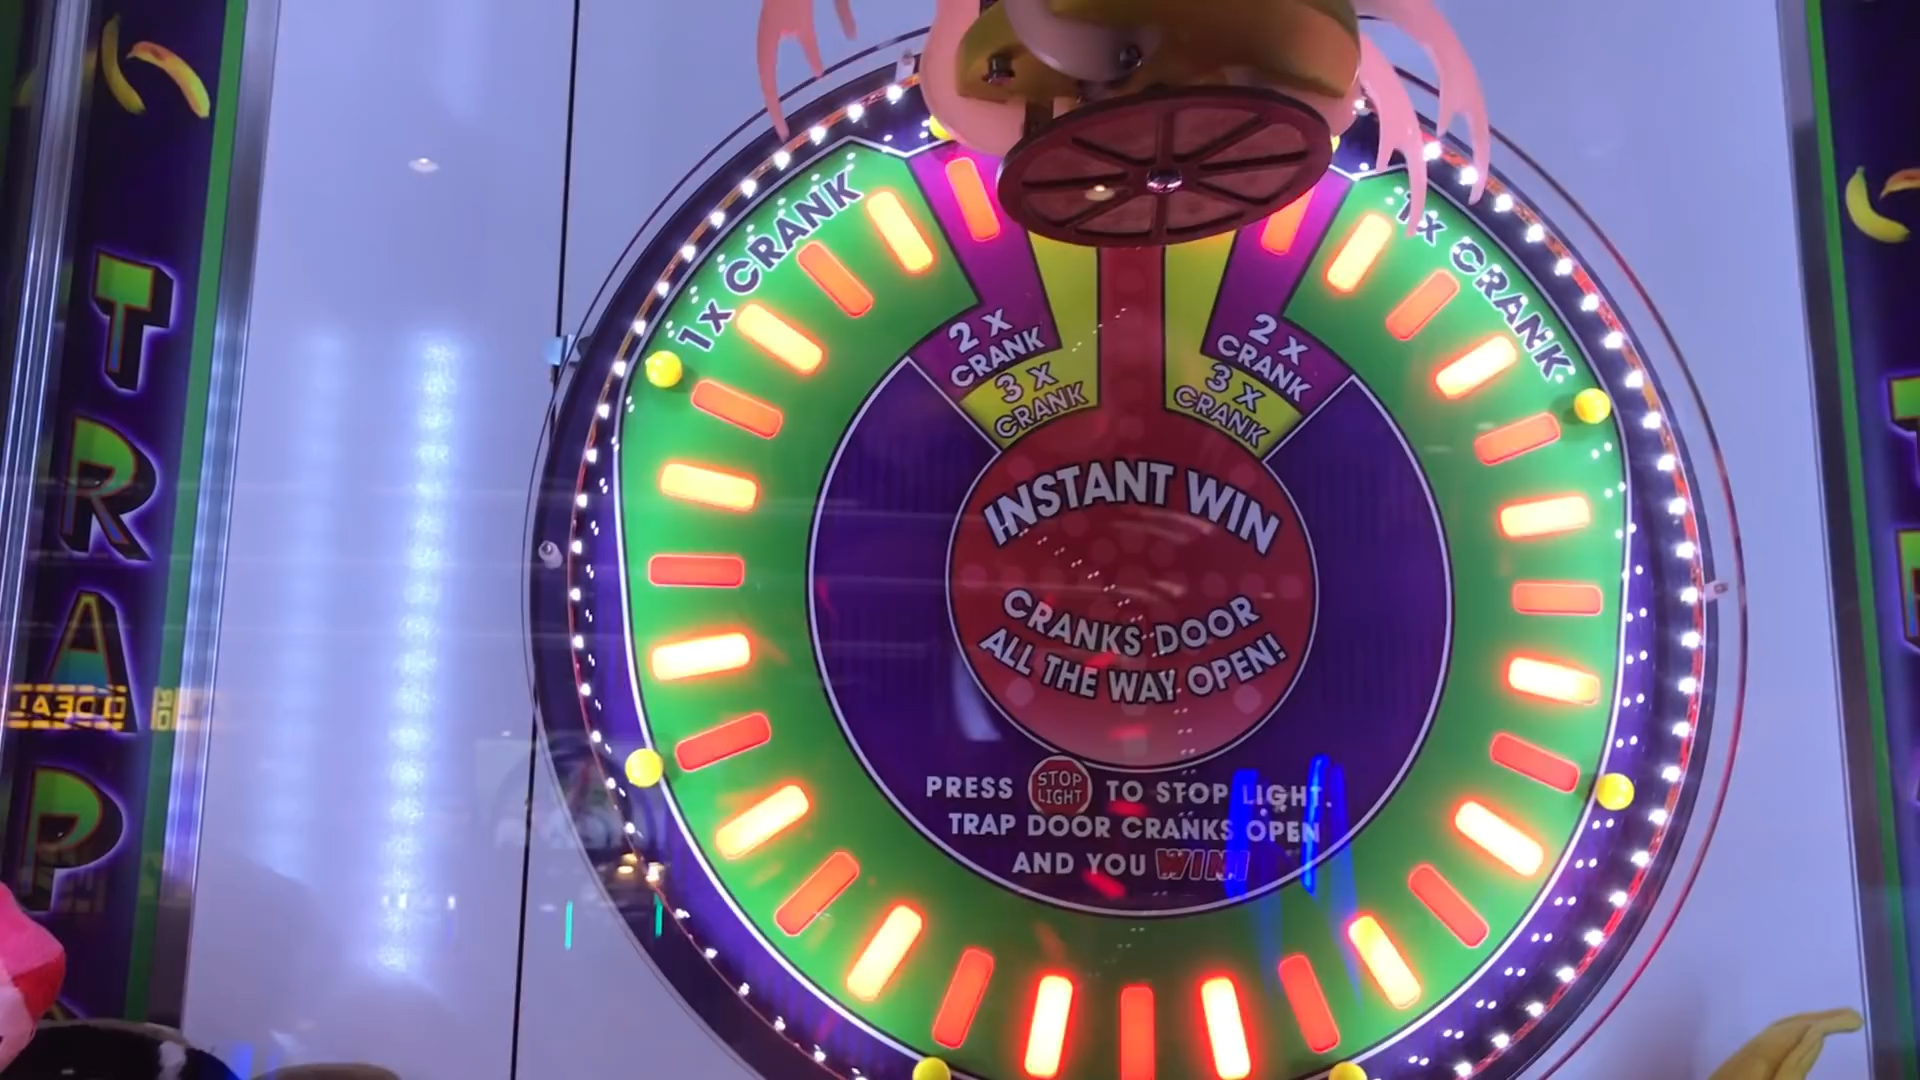 TRAP
1x CRANK
1x CRANK
2 x
CRANK
2 x
CRANK
3 x
CRANK
3 x
CRANK
INSTANT WIN
CRANKS DOOR
ALL THE WAY OPEN!
PRESS STOP LIGHT TO STOP LIGHT.
TRAP DOOR CRANKS OPEN
AND YOU WIN!
DEAL